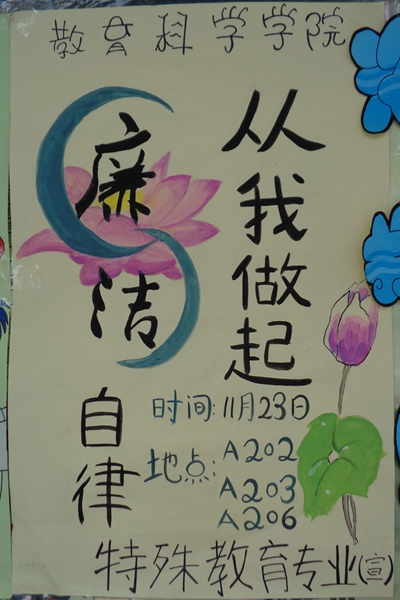 教育科学学院
廉洁
自律
从我做起
时间:11月23日
地点:A202
A203
A206
特殊教育专业(宣)